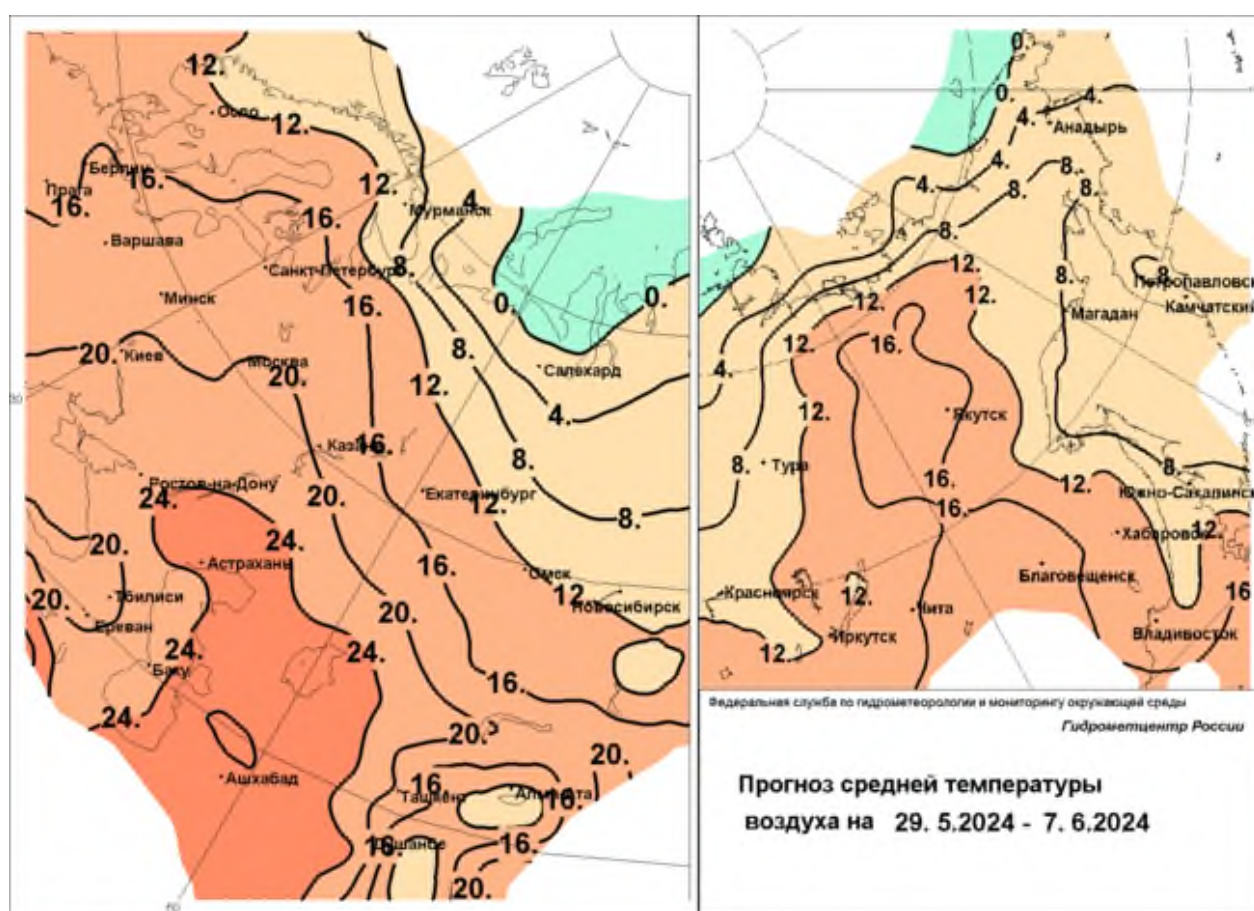 12.
Осло
12.
Берлин
16.
12.
4.
Прага
16.
Мурманск
16.
Варшава
8.
Санкт-Петербург
0.
0.
Минск
16.
8.
20.
Киев
Москва
20.
12.
Салехард
4.
Казань
16.
8.
Ростов-на-Дону
24.
20.
Екатеринбург
12.
8.
24.
20.
Астрахань
16.
Омск
20.
Тбилиси
20.
12.
Новосибирск
Ереван
24.
Баку
24.
16.
24.
20.
20.
Ашхабад
16.
Ташкент
Алма-Ата
16.
Душанбе
16.
16.
20.
60
0.
0.
4.
Анадырь
4.
4.
8.
8.
8.
12.
12.
12.
8.
8.
Петропавловск
Камчатский
Магадан
12.
16.
4.
12.
Якутск
8.
Тура
16.
12.
8.
Южно-Сахалинск
16.
Хабаровск
12.
Благовещенск
Красноярск
12.
Чита
16.
Иркутск
12.
Владивосток
Федеральная служба по гидрометеорологии и мониторингу окружающей среды
Гидрометцентр России
Прогноз средней температуры
воздуха на 29. 5.2024 - 7. 6.2024